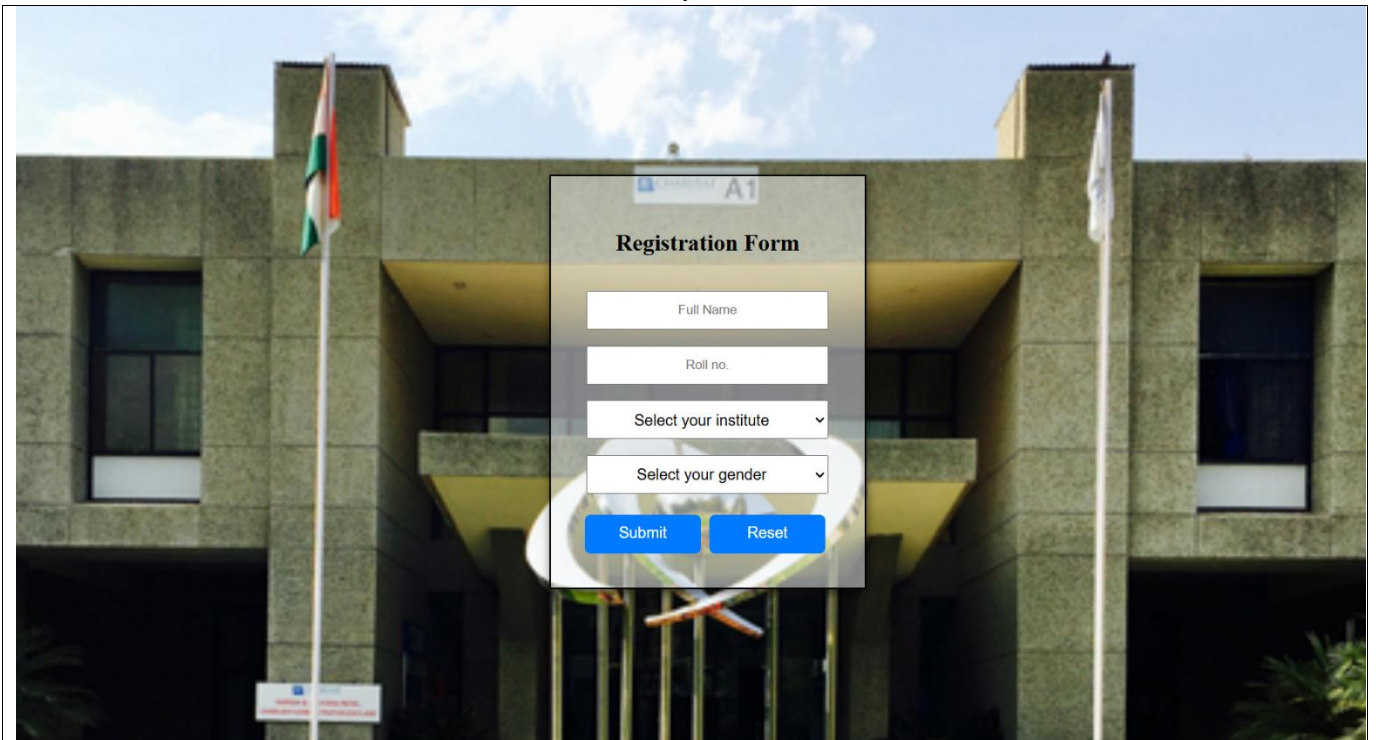 A1
Registration Form
Full Name
Roll no.
Select your institute
Select your gender
Submit
Reset